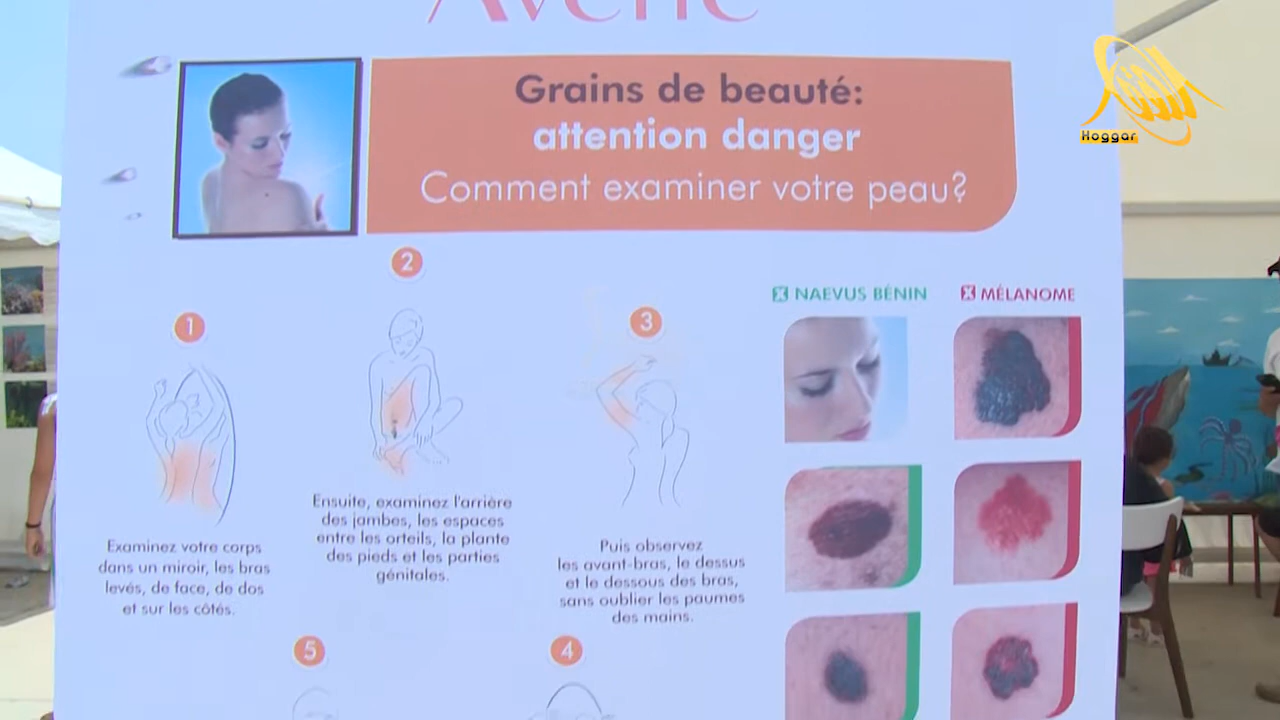 Avène
Grains de beauté:
attention danger
Comment examiner votre peau?
Hoggar
2
1
3
NAEVUS BÉNIN
MÉLANOME
Examinez votre corps
dans un miroir, les bras
levés, de face, de dos
et sur les côtés.
Ensuite, examinez l'arrière
des jambes, les espaces
entre les orteils, la plante
des pieds et les parties
génitales.
Puis observez
les avant-bras, le dessus
et le dessous des bras,
sans oublier les paumes
des mains.
5
4